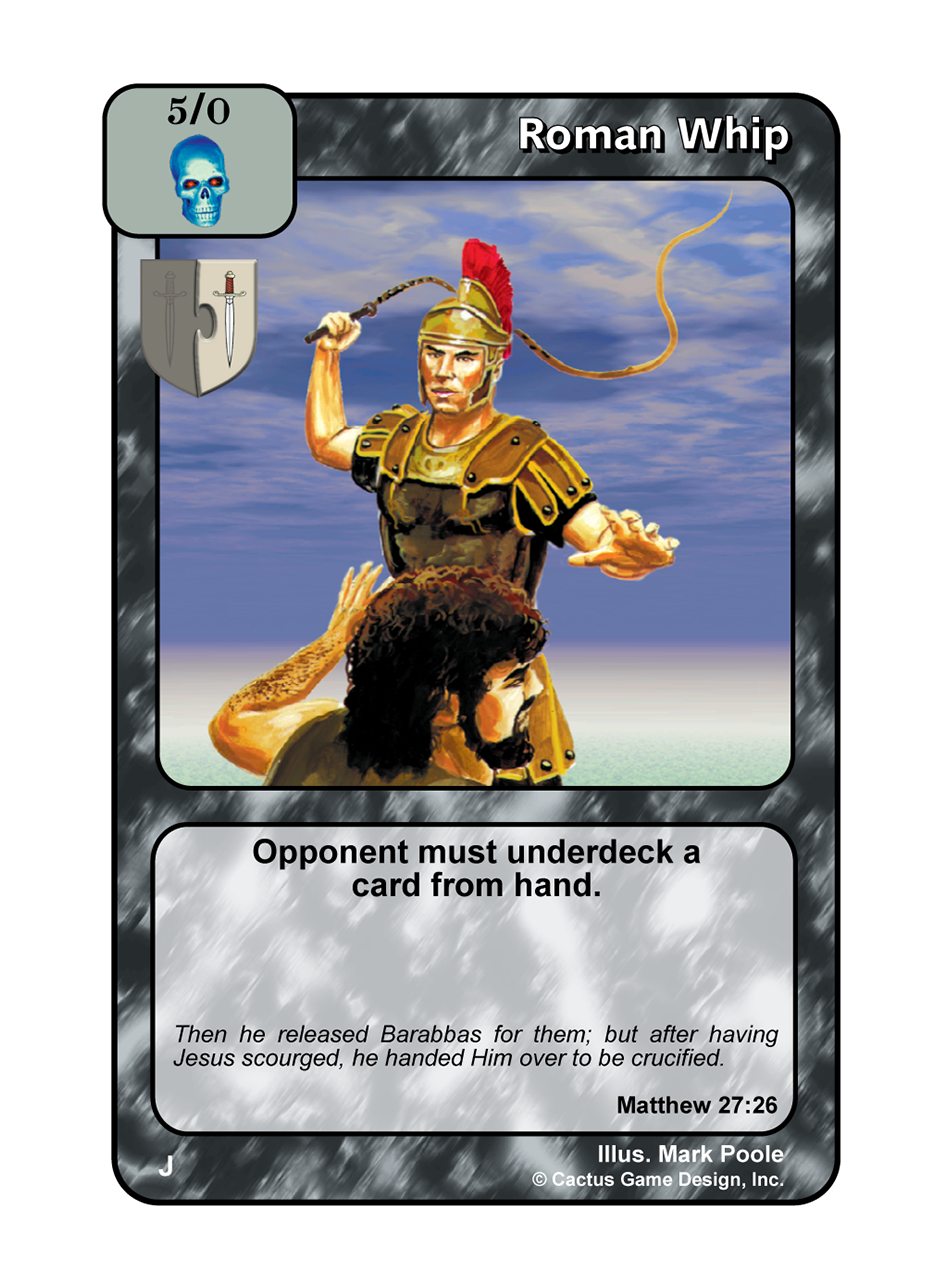 5/0
Roman Whip
Opponent must underdeck a
card from hand.
Then he released Barabbas for them; but after having
Jesus scourged, he handed Him over to be crucified.
Matthew 27:26
J
Illus. Mark Poole
© Cactus Game Design, Inc.